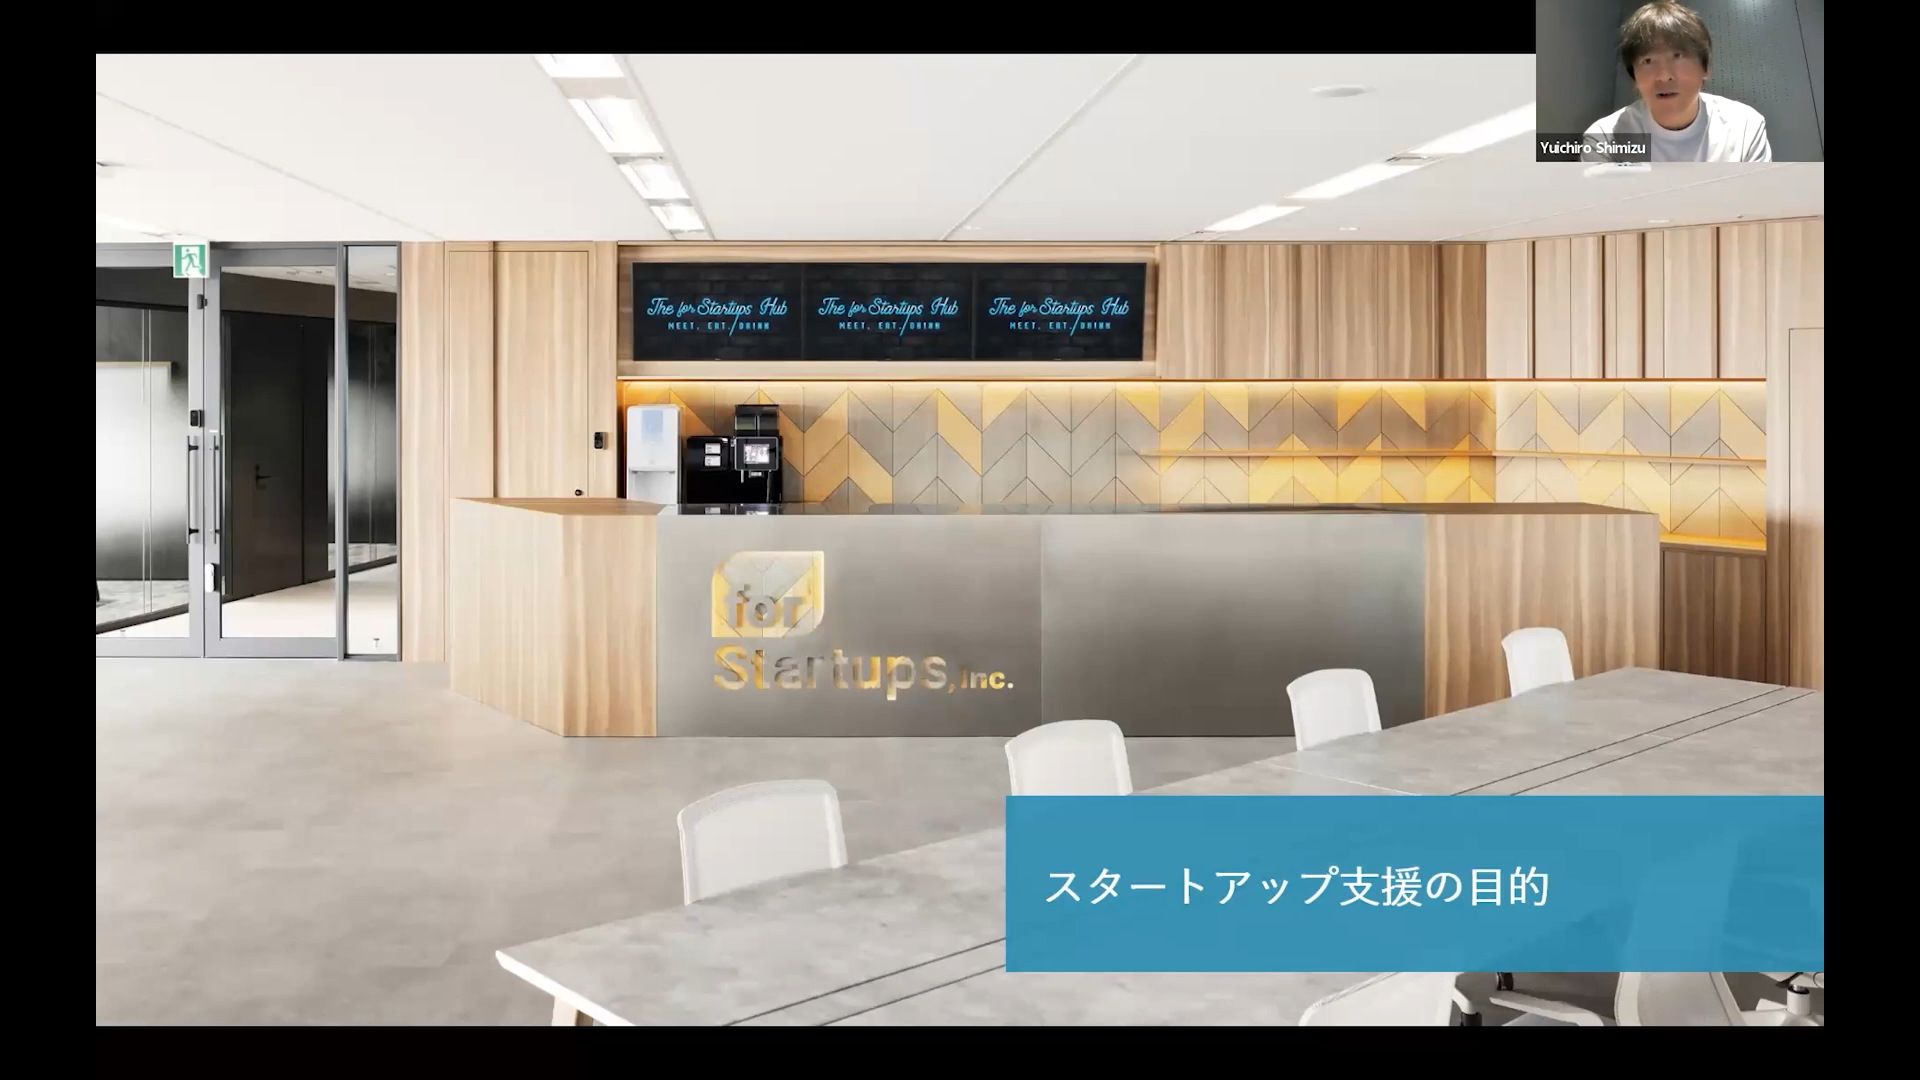 Yuichiro Shimizu
The for Startups Hub
MEET, EAT, DRINK
The for Startups Hub
MEET, EAT, DRINK
The for Startups Hub
MEET, EAT, DRINK
for
Startups, Inc.
スタートアップ支援の目的